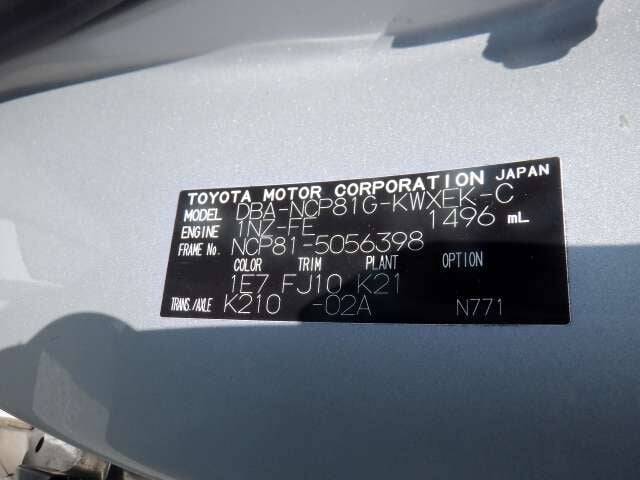 TOYOTA MOTOR CORPORATION JAPAN
MODEL DBA-NCP81G-KWXEK-C
ENGINE 1NZ-FE 1496 mL
FRAME No. NCP81-5056398
COLOR TRIM PLANT OPTION
1E7 FJ10 K21
TRANS./AXLE K210 -02A N771